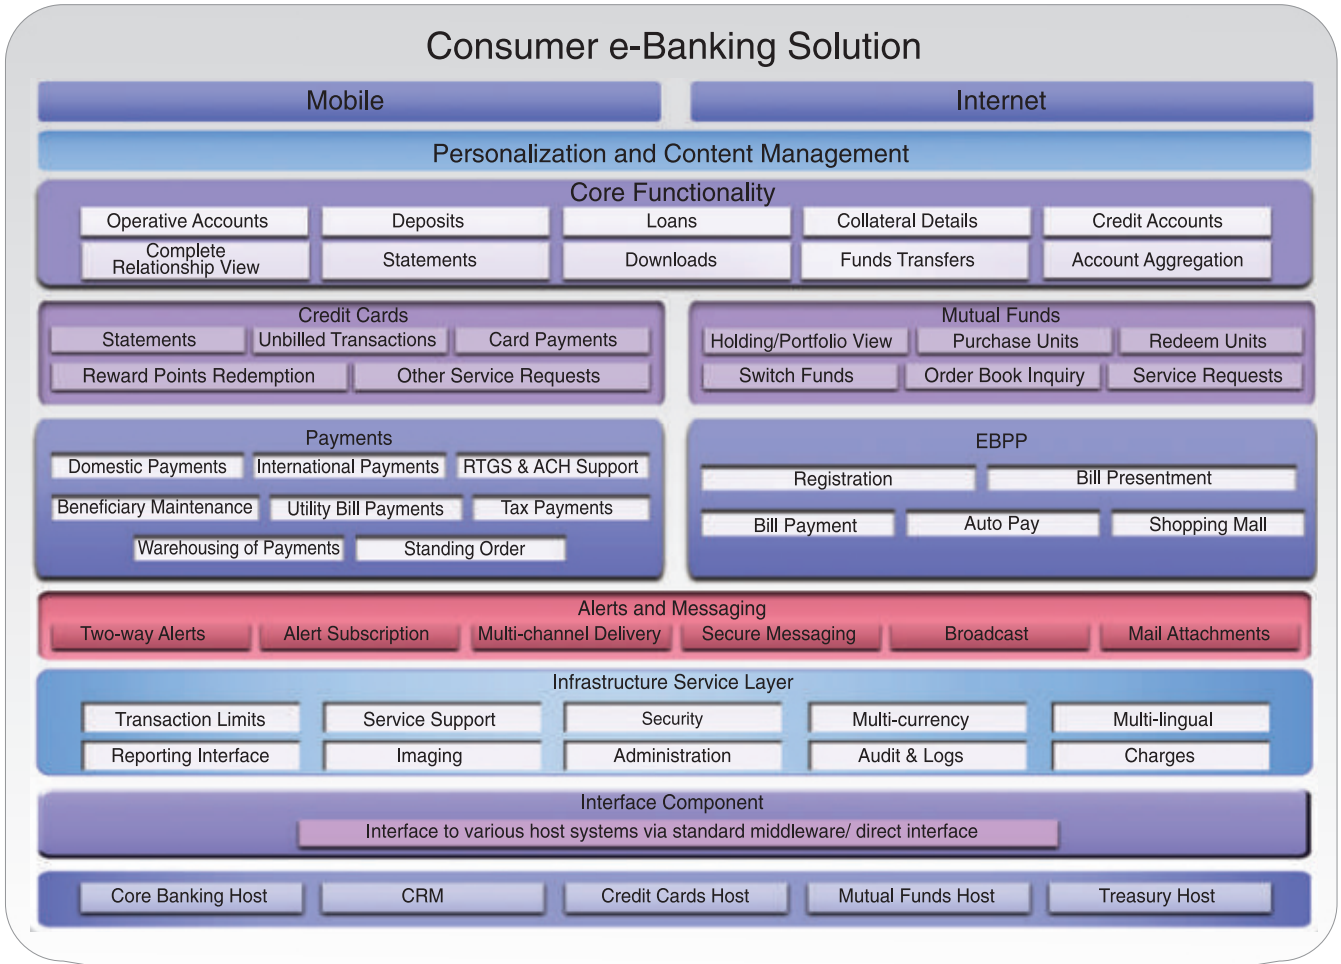 Consumer e-Banking Solution
Mobile
Internet
Personalization and Content Management
Core Functionality
Operative Accounts
Deposits
Loans
Collateral Details
Credit Accounts
Complete
Relationship View
Statements
Downloads
Funds Transfers
Account Aggregation
Credit Cards
Statements
Unbilled Transactions
Card Payments
Reward Points Redemption
Other Service Requests
Mutual Funds
Holding/Portfolio View
Purchase Units
Redeem Units
Switch Funds
Order Book Inquiry
Service Requests
Payments
Domestic Payments
International Payments
RTGS & ACH Support
Beneficiary Maintenance
Utility Bill Payments
Tax Payments
Warehousing of Payments
Standing Order
EBPP
Registration
Bill Presentment
Bill Payment
Auto Pay
Shopping Mall
Alerts and Messaging
Two-way Alerts
Alert Subscription
Multi-channel Delivery
Secure Messaging
Broadcast
Mail Attachments
Infrastructure Service Layer
Transaction Limits
Service Support
Security
Multi-currency
Multi-lingual
Reporting Interface
Imaging
Administration
Audit & Logs
Charges
Interface Component
Interface to various host systems via standard middleware/ direct interface
Core Banking Host
CRM
Credit Cards Host
Mutual Funds Host
Treasury Host